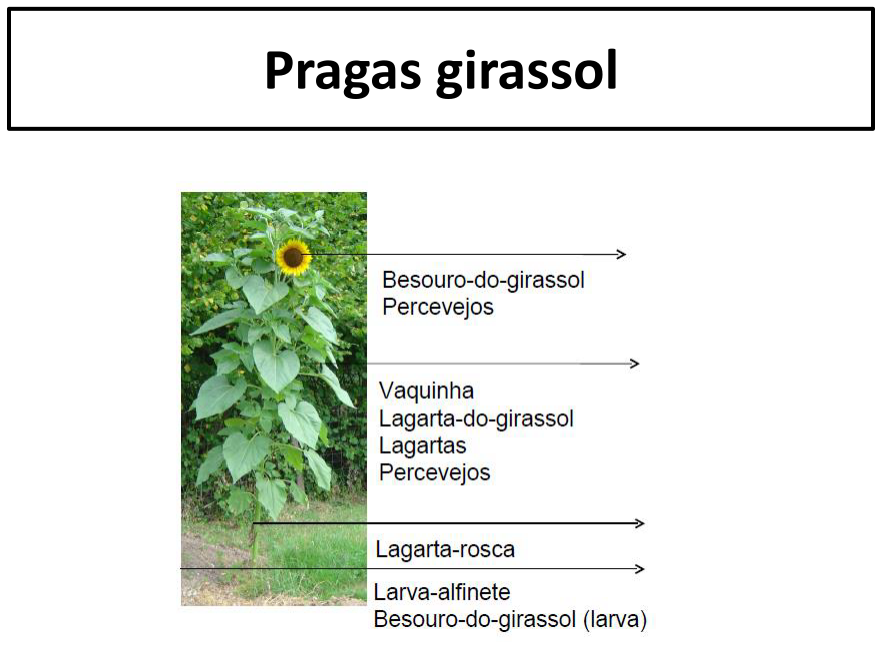 Pragas girassol
Besouro-do-girassol
Percevejos
Vaquinha
Lagarta-do-girassol
Lagartas
Percevejos
Lagarta-rosca
Larva-alfinete
Besouro-do-girassol (larva)